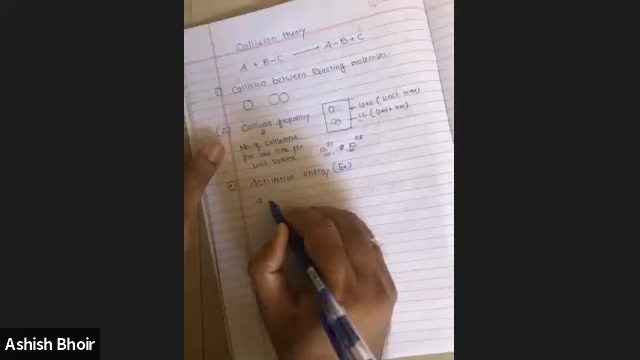 Collision theory
A + B-C → A-B+C
① Collision between Reacting molecules
② Collision frequency
No. of collisions
per unit time per
unit volume
③ Activation energy (Ea)
A
Ashish Bhoir